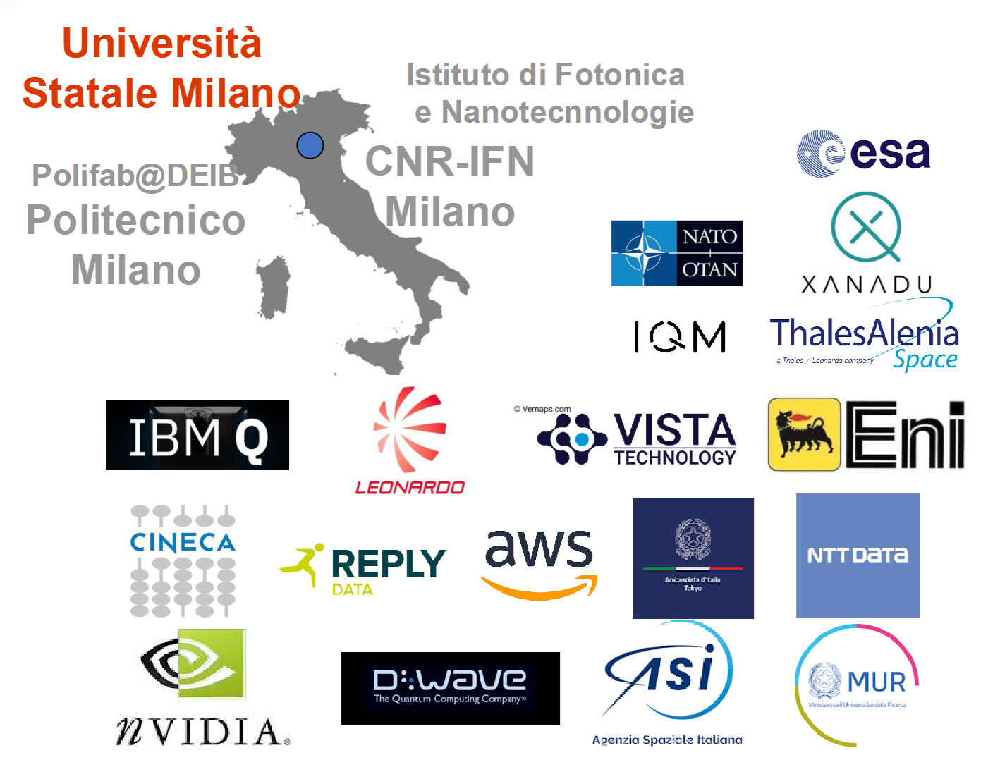 Università
Statale Milano
Istituto di Fotonica
e Nanotecnnologie
Polifab@DEIB
Politecnico
Milano
CNR-IFN
Milano
esa
NATO
OTAN
XANADU
IQM
ThalesAlenia
a Thales / Leonardo company
Space
IBM Q
LEONARDO
© Vemaps.com
VISTA
TECHNOLOGY
Eni
CINECA
REPLY
DATA
aws
Ambasciata d'Italia
Tokyo
NTT DATA
NVIDIA.
D:wave
The Quantum Computing Company™
ASI
Agenzia Spaziale Italiana
MUR
Ministero dell'Università e della Ricerca